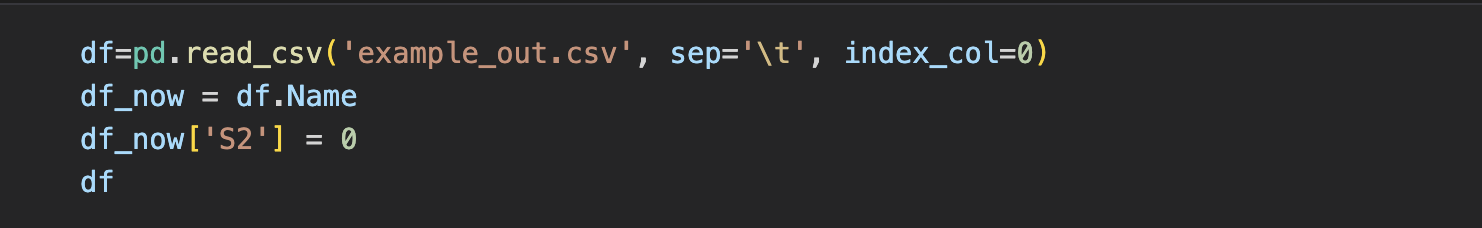 df=pd.read_csv('example_out.csv', sep='\t', index_col=0)
df_now = df.Name
df_now['S2'] = 0
df